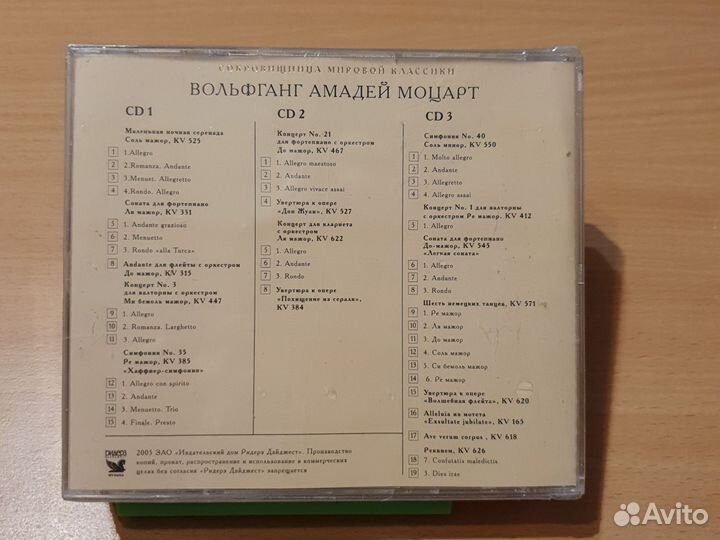 СОКРОВИЩНИЦА МИРОВОЙ КЛАССИКИ
ВОЛЬФГАНГ АМАДЕЙ МОЦАРТ
CD 1
Маленькая ночная серенада
Соль мажор, KV 525
1 1.Allegro
2 2.Romanza. Andante
3 3.Menuet. Allegretto
4 4.Rondo. Allegro
Соната для фортепиано
Ля мажор, KV 331
5 1. Andante grazioso
6 2. Menuetto
7 3. Rondo «alla Turca»
8 Andante для флейты с оркестром
До мажор, KV 315
Концерт No. 3
для валторны с оркестром
Ми бемоль мажор, KV 447
9 1. Allegro
10 2. Romanza. Larghetto
11 3. Allegro
Симфония No. 35
Ре мажор, KV 385
«Хаффнер-симфония»
12 1. Allegro con spirito
13 2. Andante
14 3. Menuetto. Trio
15 4. Finale. Presto
CD 2
Концерт No. 21
для фортепиано с оркестром
До мажор, KV 467
1 1. Allegro maestoso
2 2. Andante
3 3. Allegro vivace assai
4 Увертюра к опере
«Дон Жуан», KV 527
Концерт для кларнета
с оркестром
Ля мажор, KV 622
5 1. Allegro
6 2. Andante
7 3. Rondo
8 Увертюра к опере
«Похищение из сераля»,
KV 384
CD 3
Симфония No. 40
Соль минор, KV 550
1 1. Molto allegro
2 2. Andante
3 3. Allegretto
4 4. Allegro assai
Концерт No. 1 для валторны
с оркестром Ре мажор, KV 412
5 1. Allegro
Соната для фортепиано
До-мажор, KV 545
«Легкая соната»
6 1. Allegro
7 2. Andante
8 3. Rondo
Шесть немецких танцев, KV 571
9 1. Ре мажор
10 2. Ля мажор
11 3. До мажор
12 4. Соль мажор
13 5. Си бемоль мажор
14 6. Ре мажор
15 Увертюра к опере
«Волшебная флейта», KV 620
16 Alleluia из мотета
«Exsultate jubilate», KV 165
17 Ave verum corpus , KV 618
Реквием, KV 626
18 7. Confutatis maledictis
19 3. Dies irae
РИДЕРЗ
ДАЙДЖЕСТ
2005 ЗАО «Издательский дом Ридерз Дайджест». Производство
копий, прокат, распространение и использование в коммерческих
целях без согласия «Ридерз Дайджест» запрещается
Avito